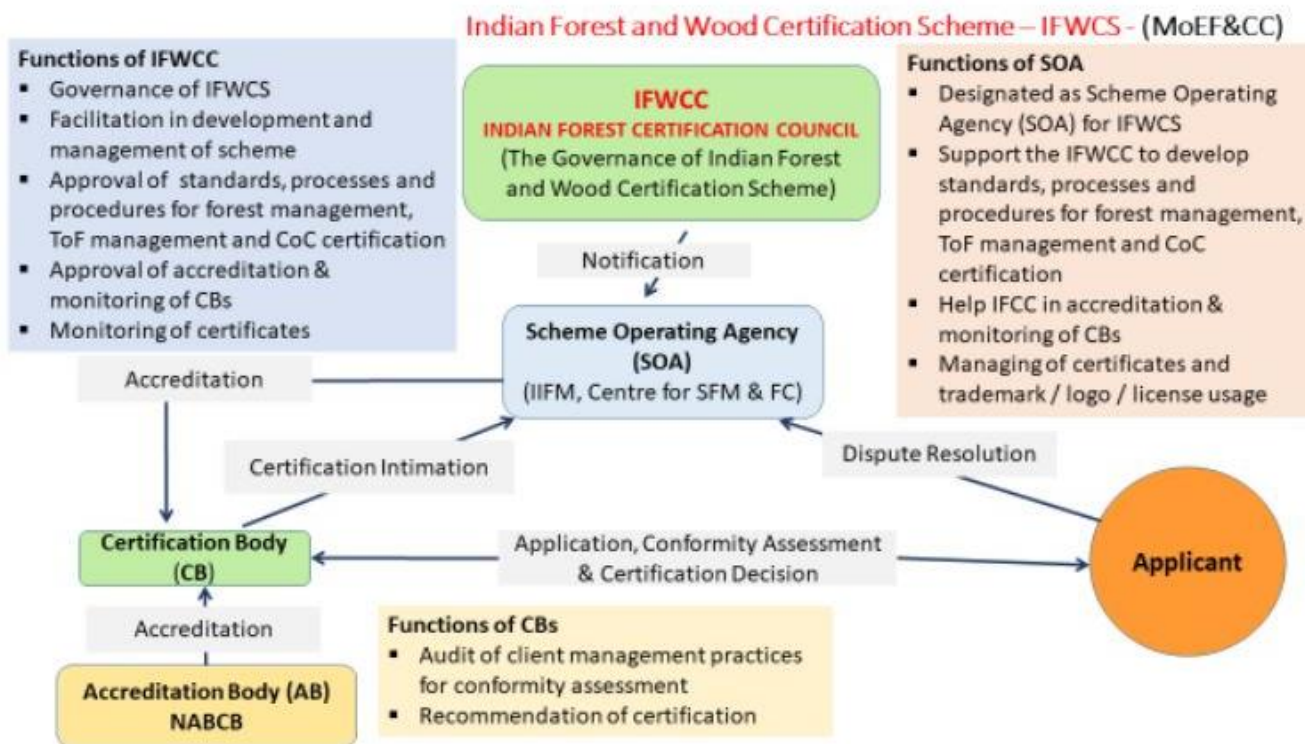 Indian Forest and Wood Certification Scheme – IFWCS - (MoEF&CC)
Functions of IFWCC
▪ Governance of IFWCS
▪ Facilitation in development and
management of scheme
▪ Approval of standards, processes and
procedures for forest management,
ToF management and CoC certification
▪ Approval of accreditation &
monitoring of CBs
▪ Monitoring of certificates
IFWCC
INDIAN FOREST CERTIFICATION COUNCIL
(The Governance of Indian Forest
and Wood Certification Scheme)
Functions of SOA
▪ Designated as Scheme Operating
Agency (SOA) for IFWCS
▪ Support the IFWCC to develop
standards, processes and
procedures for forest management,
ToF management and CoC
certification
▪ Help IFCC in accreditation &
monitoring of CBs
▪ Managing of certificates and
trademark / logo / license usage
Notification
Scheme Operating Agency
(SOA)
(IIFM, Centre for SFM & FC)
Accreditation
Certification Intimation
Dispute Resolution
Certification Body
(CB)
Application, Conformity Assessment
& Certification Decision
Applicant
Accreditation
Accreditation Body (AB)
NABCB
Functions of CBs
▪ Audit of client management practices
for conformity assessment
▪ Recommendation of certification